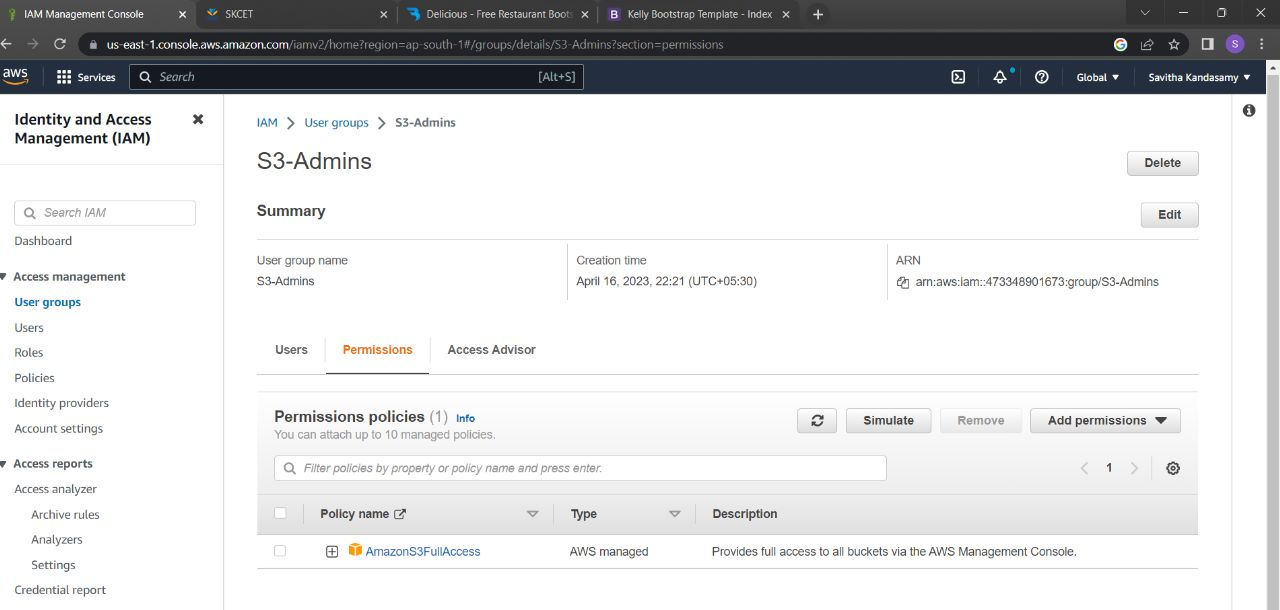 IAM Management Console
SKCET
Delicious - Free Restaurant Boots
Kelly Bootstrap Template - Index
us-east-1.console.aws.amazon.com/iamv2/home?region=ap-south-1#/groups/details/S3-Admins?section=permissions
S
aws
Services
Search
[Alt+S]
Global
Savitha Kandasamy
Identity and Access
Management (IAM)
Search IAM
Dashboard
Access management
User groups
Users
Roles
Policies
Identity providers
Account settings
Access reports
Access analyzer
Archive rules
Analyzers
Settings
Credential report
IAM > User groups > S3-Admins
S3-Admins
Delete
Summary
Edit
User group name
S3-Admins
Creation time
April 16, 2023, 22:21 (UTC+05:30)
ARN
arn:aws:iam::473348901673:group/S3-Admins
Users
Permissions
Access Advisor
Permissions policies (1) Info
You can attach up to 10 managed policies.
Simulate
Remove
Add permissions
Filter policies by property or policy name and press enter.
1
Policy name
Type
Description
AmazonS3FullAccess
AWS managed
Provides full access to all buckets via the AWS Management Console.